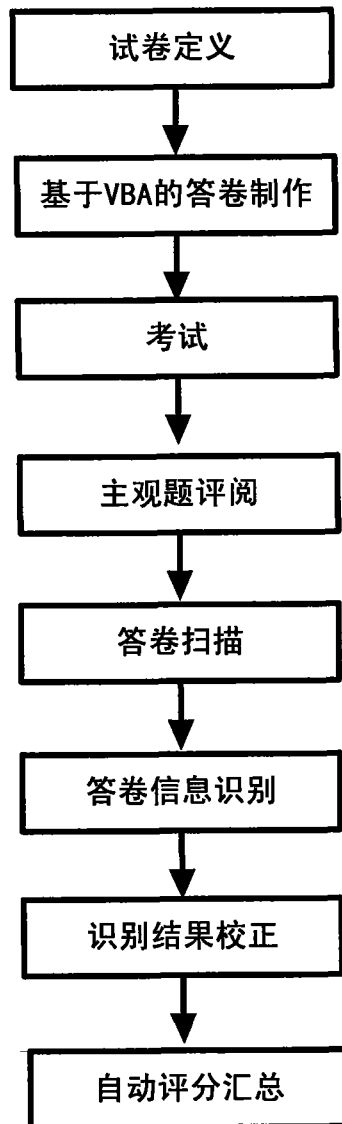 试卷定义
基于VBA的答卷制作
考试
主观题评阅
答卷扫描
答卷信息识别
识别结果校正
自动评分汇总